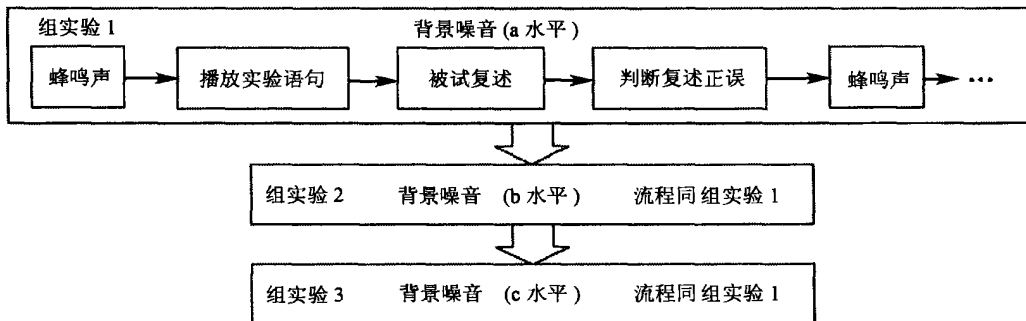 组实验 1 背景噪音 (a 水平)
蜂鸣声 播放实验语句 被试复述 判断复述正误 蜂鸣声 …
组实验 2 背景噪音 (b 水平) 流程同组实验 1
组实验 3 背景噪音 (c 水平) 流程同组实验 1